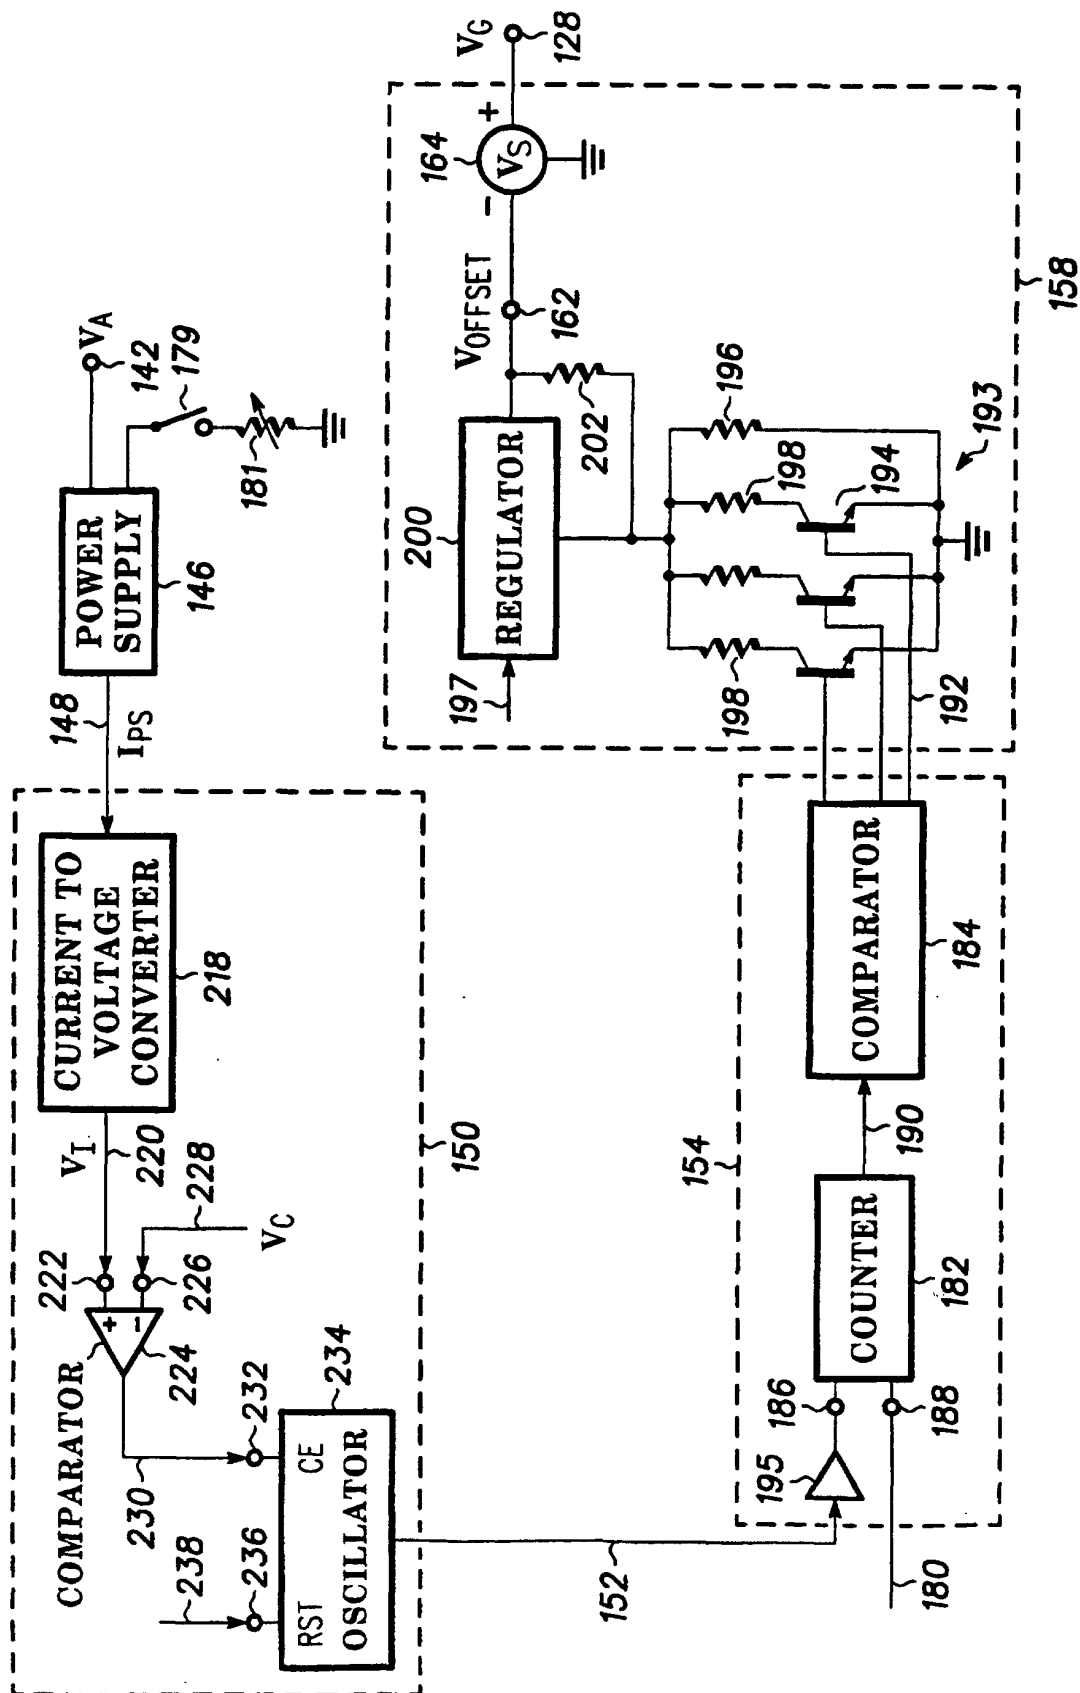 POWER
SUPPLY
146
VA
142
179
181
148
IPS
CURRENT TO
VOLTAGE
CONVERTER
218
VI
220
222
226
228
VC
+
−
COMPARATOR
224
230
232
234
CE
RST
OSCILLATOR
236
238
150
152
154
195
186
188
180
COUNTER
182
190
COMPARATOR
184
192
193
194
196
198
198
197
REGULATOR
200
202
VOFFSET
162
−
VS
+
164
VG
128
158